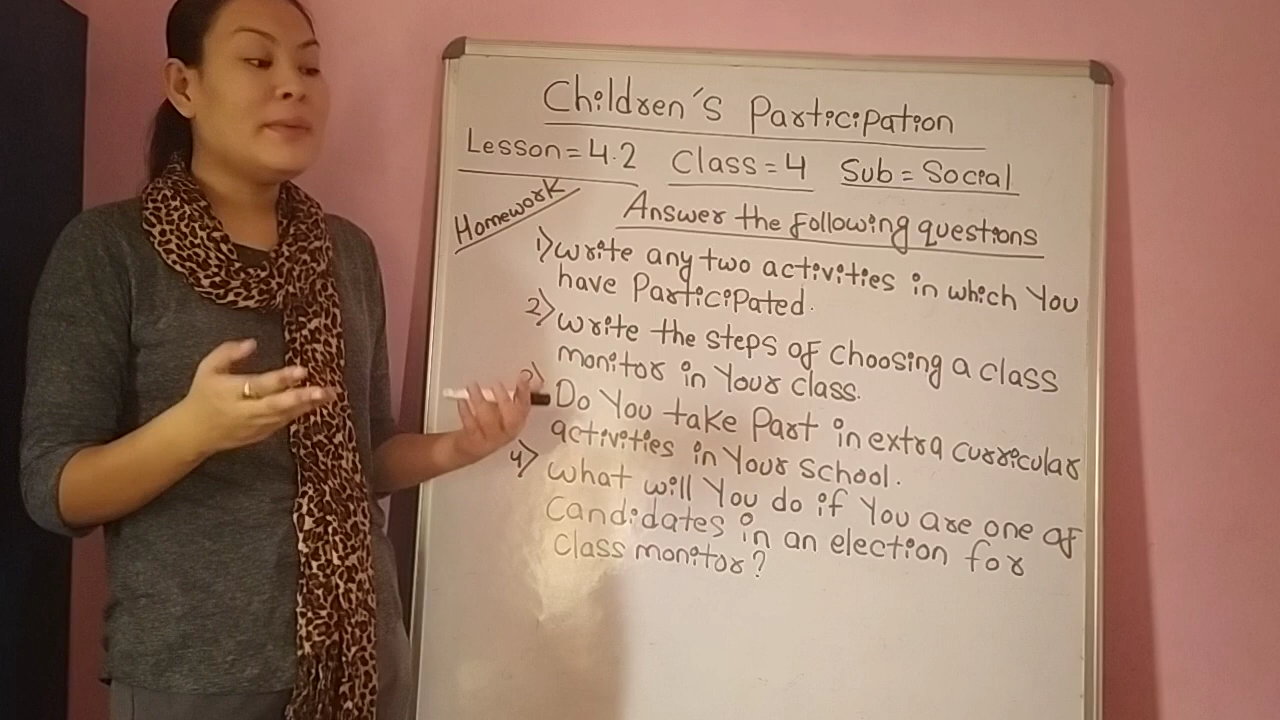 Children's Participation
Lesson = 4.2 Class = 4 Sub = Social
Homework
Answer the following questions
1) write any two activities in which You
have Participated.
2) write the steps of choosing a class
monitor in Your class.
3) Do You take Part in extra curricular
activities in Your school.
4) what will You do if You are one of
Candidates in an election for
Class monitor?